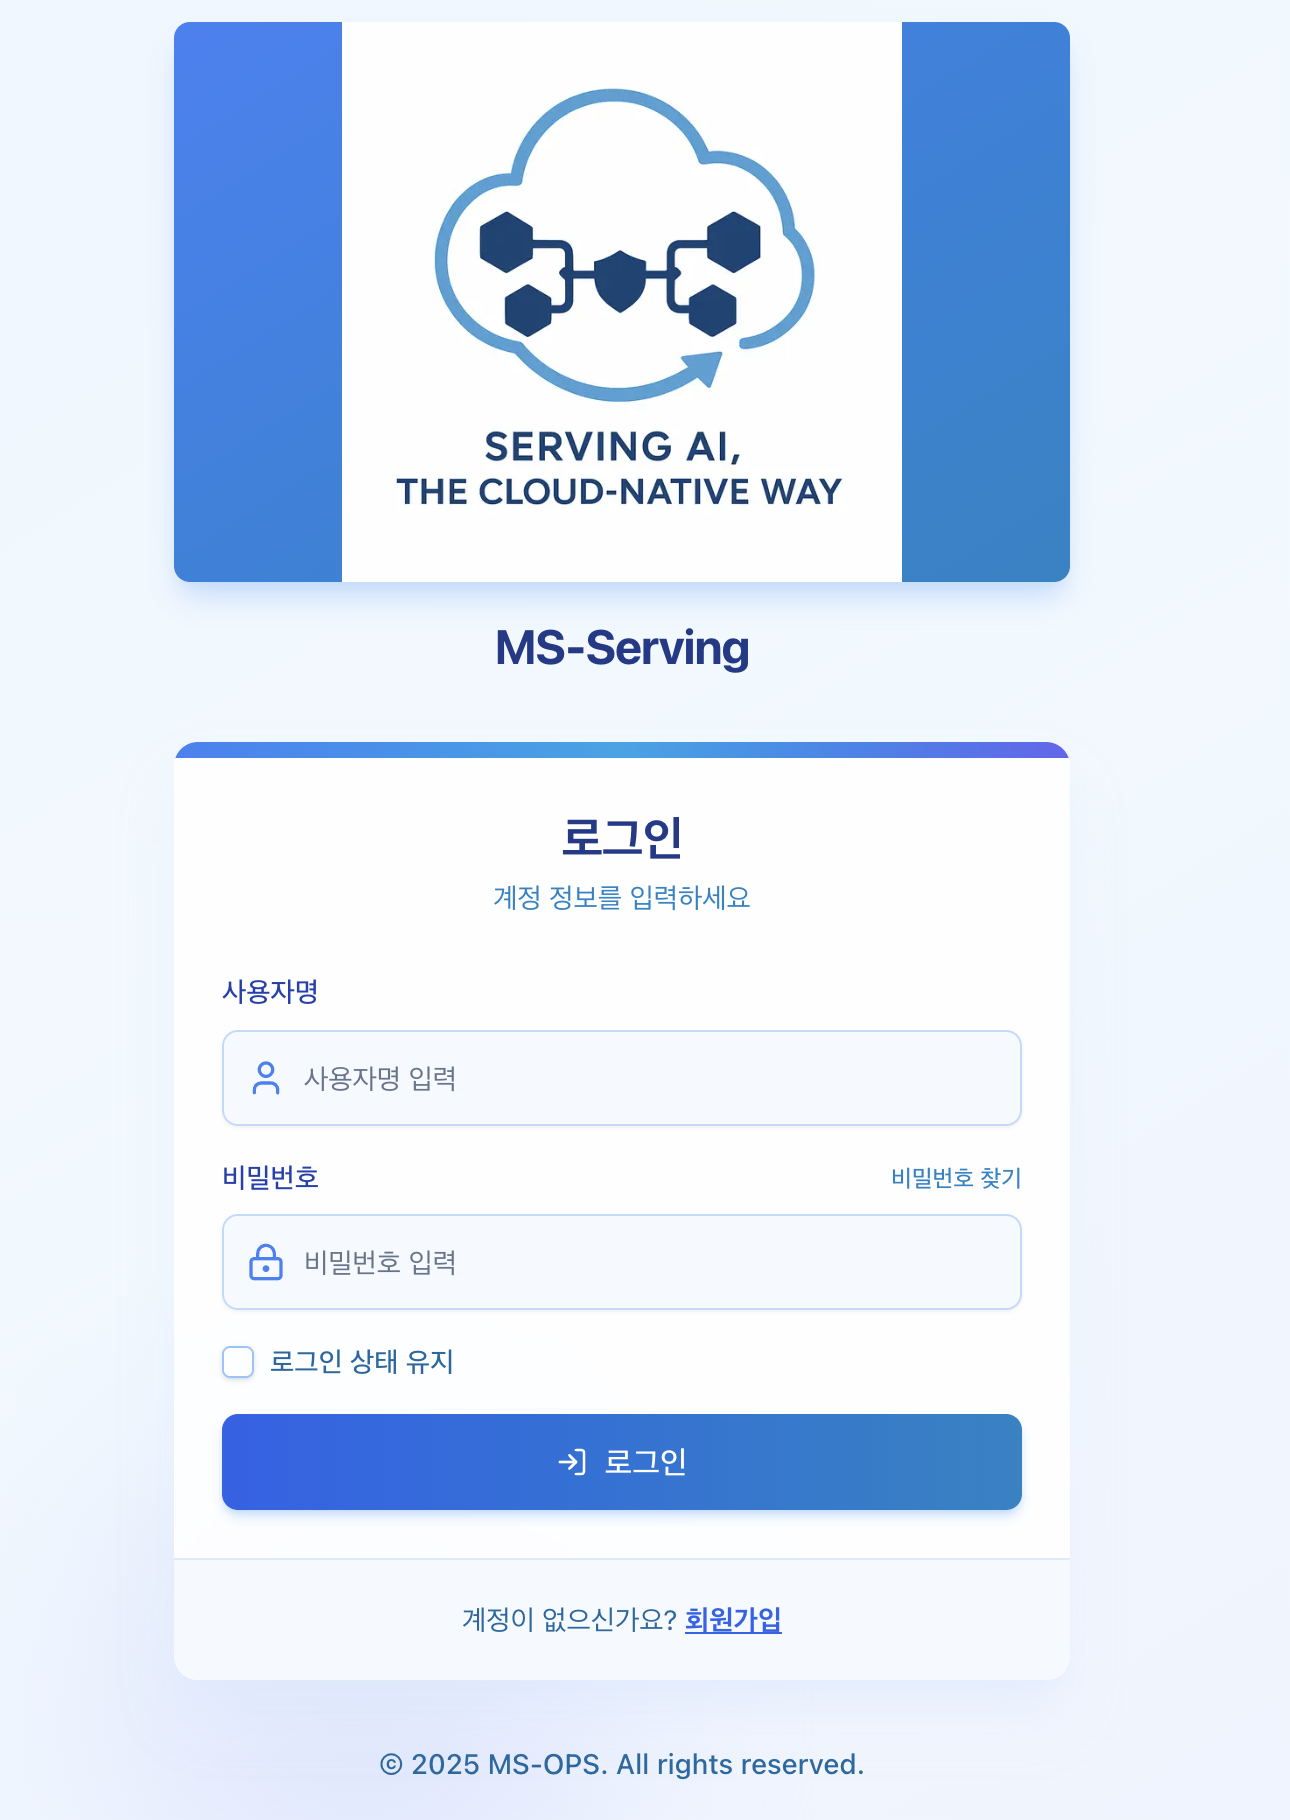 SERVING AI,
THE CLOUD-NATIVE WAY
MS-Serving
로그인
계정 정보를 입력하세요
사용자명
사용자명 입력
비밀번호 비밀번호 찾기
비밀번호 입력
로그인 상태 유지
로그인
계정이 없으신가요? 회원가입
© 2025 MS-OPS. All rights reserved.